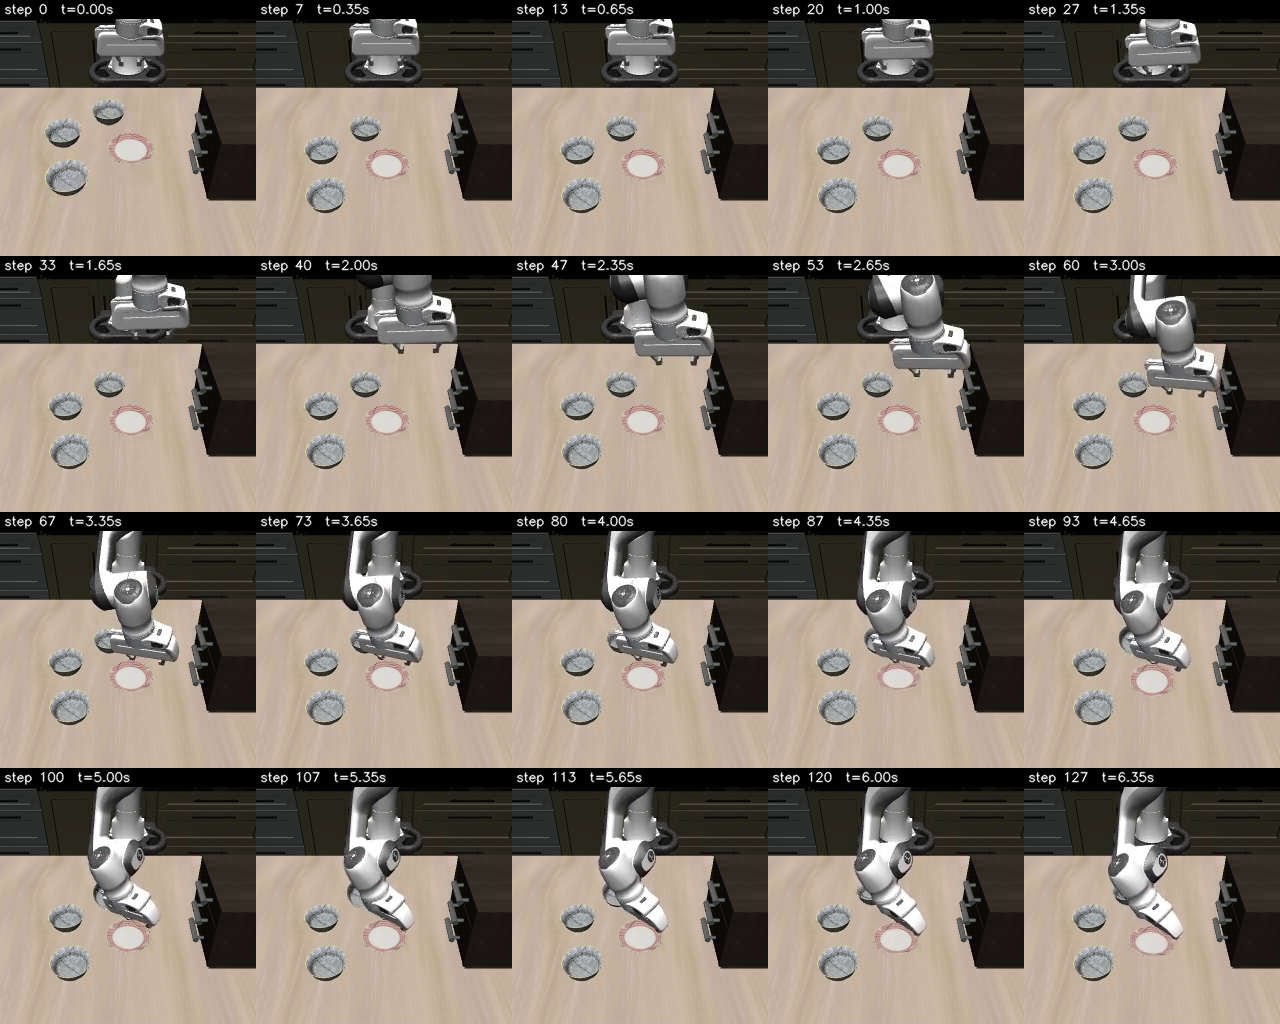 step 0 t=0.00s
step 7 t=0.35s
step 13 t=0.65s
step 20 t=1.00s
step 27 t=1.35s
step 33 t=1.65s
step 40 t=2.00s
step 47 t=2.35s
step 53 t=2.65s
step 60 t=3.00s
step 67 t=3.35s
step 73 t=3.65s
step 80 t=4.00s
step 87 t=4.35s
step 93 t=4.65s
step 100 t=5.00s
step 107 t=5.35s
step 113 t=5.65s
step 120 t=6.00s
step 127 t=6.35s